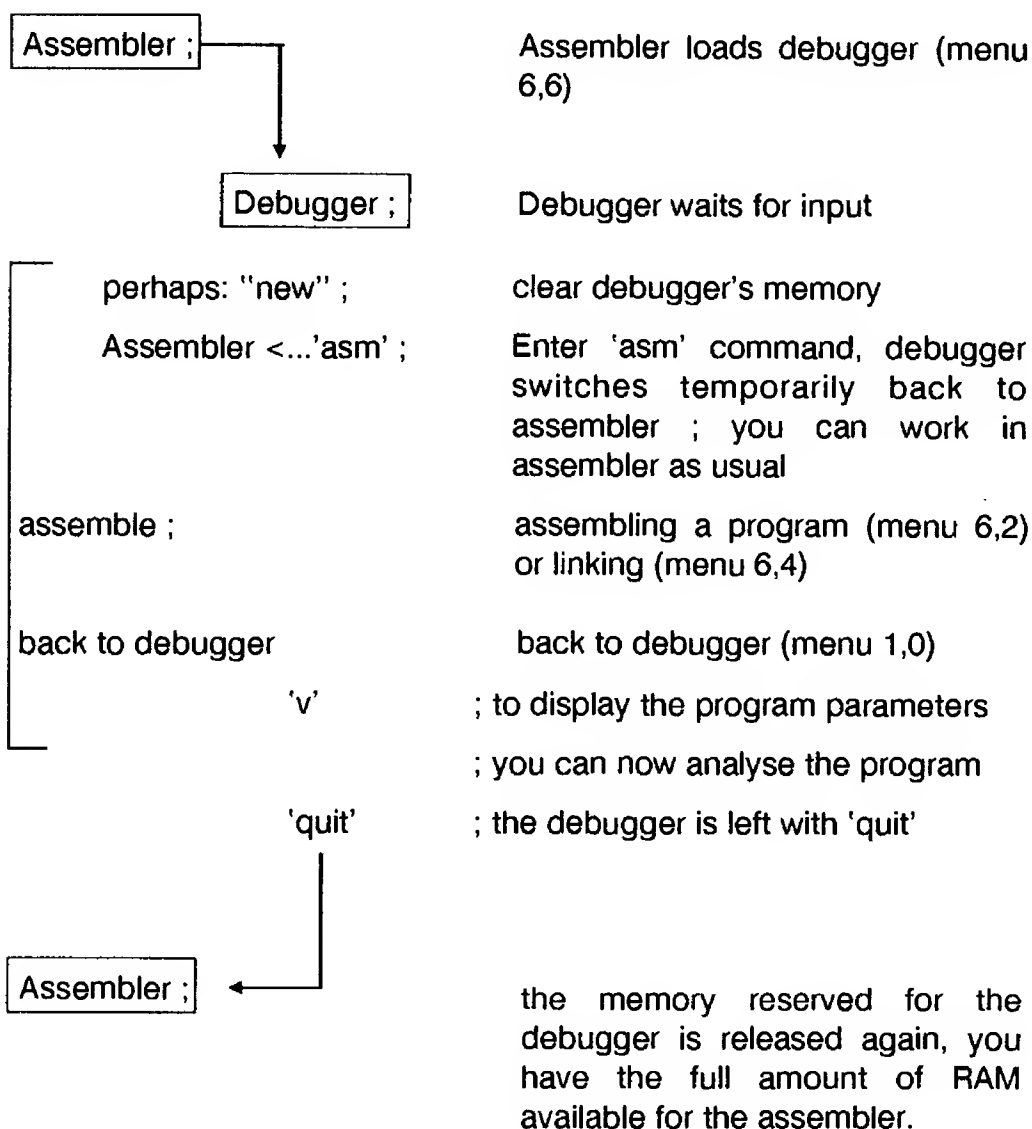 Assembler ; Assembler loads debugger (menu
6,6)
Debugger ; Debugger waits for input
perhaps: "new" ; clear debugger's memory
Assembler <...'asm' ; Enter 'asm' command, debugger
switches temporarily back to
assembler ; you can work in
assembler as usual
assemble ; assembling a program (menu 6,2)
or linking (menu 6,4)
back to debugger back to debugger (menu 1,0)
'v' ; to display the program parameters
; you can now analyse the program
'quit' ; the debugger is left with 'quit'
Assembler ;
the memory reserved for the
debugger is released again, you
have the full amount of RAM
available for the assembler.